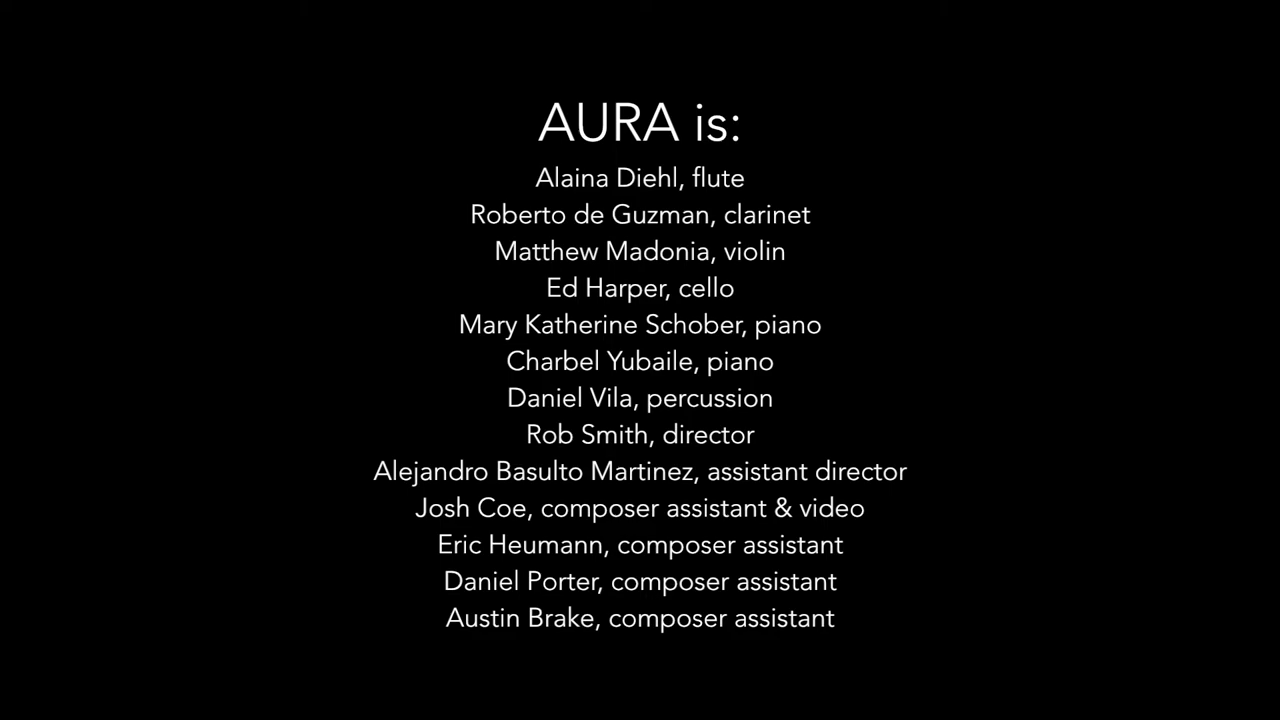 AURA is:
Alaina Diehl, flute
Roberto de Guzman, clarinet
Matthew Madonia, violin
Ed Harper, cello
Mary Katherine Schober, piano
Charbel Yubaile, piano
Daniel Vila, percussion
Rob Smith, director
Alejandro Basulto Martinez, assistant director
Josh Coe, composer assistant & video
Eric Heumann, composer assistant
Daniel Porter, composer assistant
Austin Brake, composer assistant